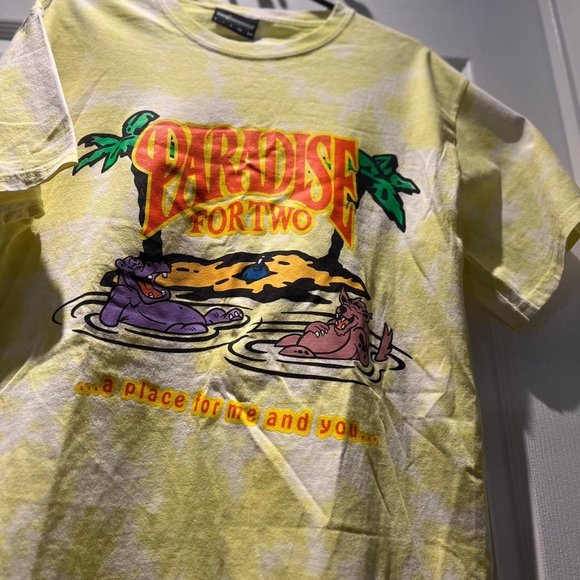 PARADISE
FOR TWO
...a place for me and you...